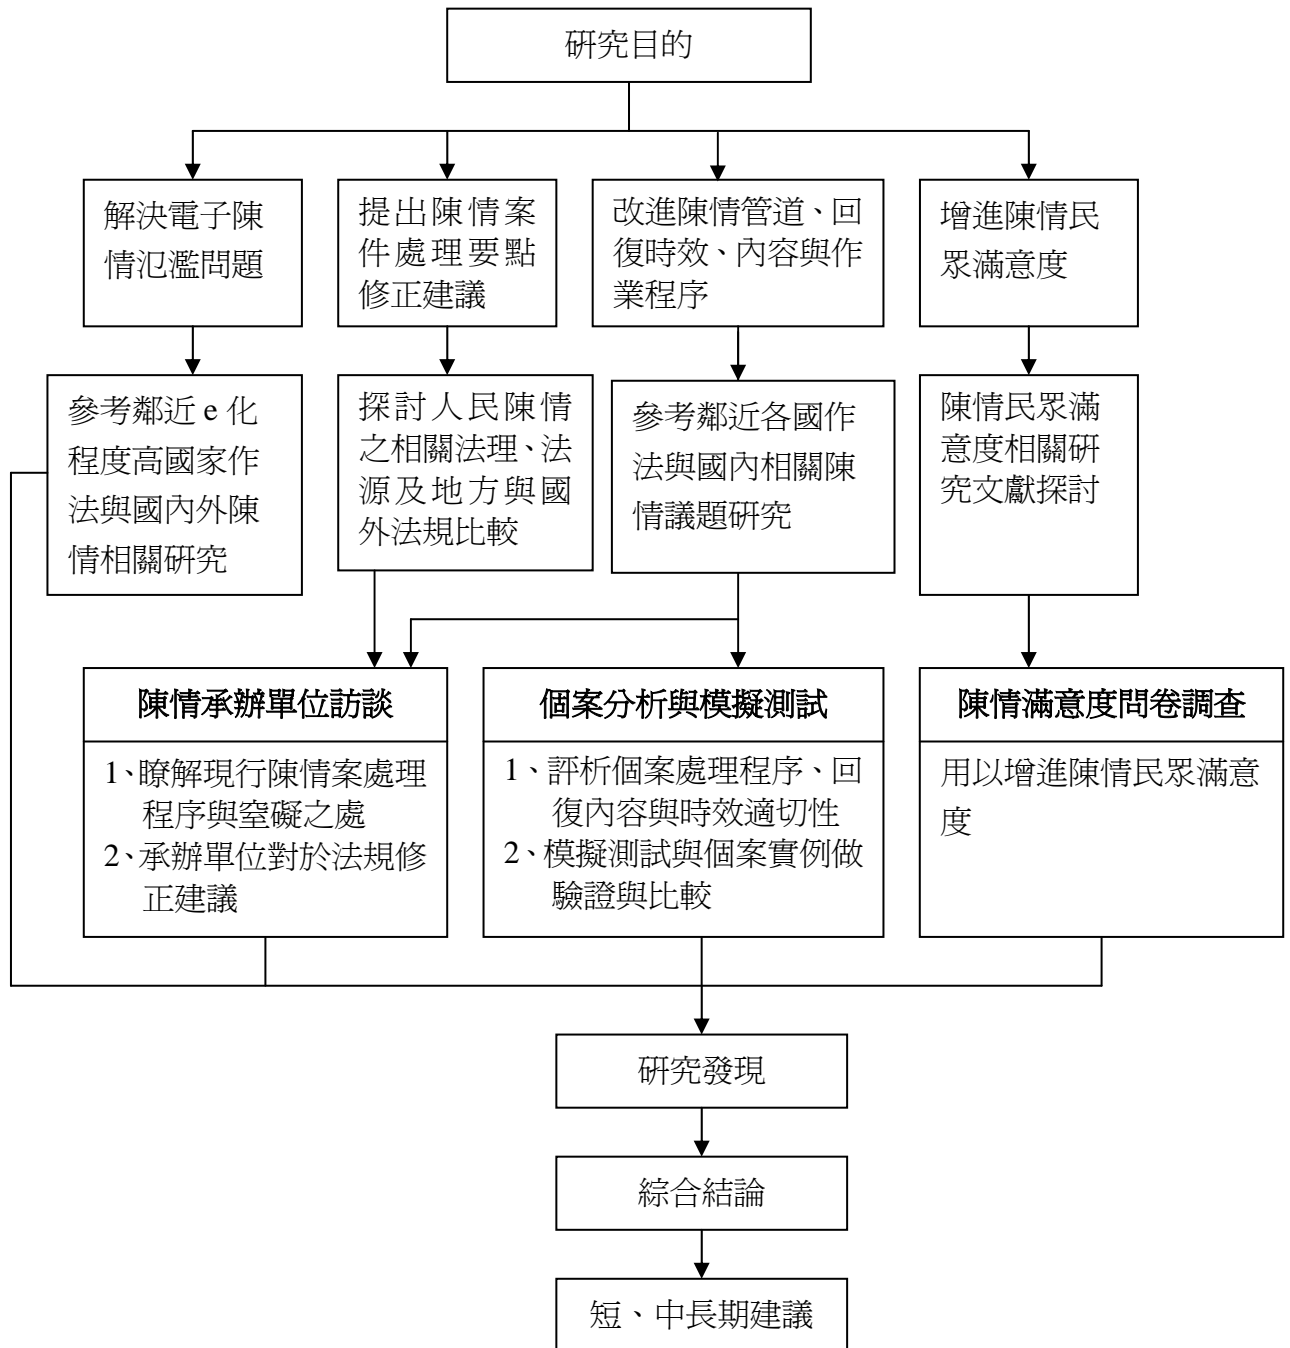 研究目的
解決電子陳
情氾濫問題
提出陳情案
件處理要點
修正建議
改進陳情管道、回
復時效、內容與作
業程序
增進陳情民
眾滿意度
參考鄰近 e 化
程度高國家作
法與國內外陳
情相關研究
探討人民陳情
之相關法理、法
源及地方與國
外法規比較
參考鄰近各國作
法與國內相關陳
情議題研究
陳情民眾滿
意度相關研
究文獻探討
陳情承辦單位訪談
1、瞭解現行陳情案處理
程序與窒礙之處
2、承辦單位對於法規修
正建議
個案分析與模擬測試
1、評析個案處理程序、回
復內容與時效適切性
2、模擬測試與個案實例做
驗證與比較
陳情滿意度問卷調查
用以增進陳情民眾滿意
度
研究發現
綜合結論
短、中長期建議